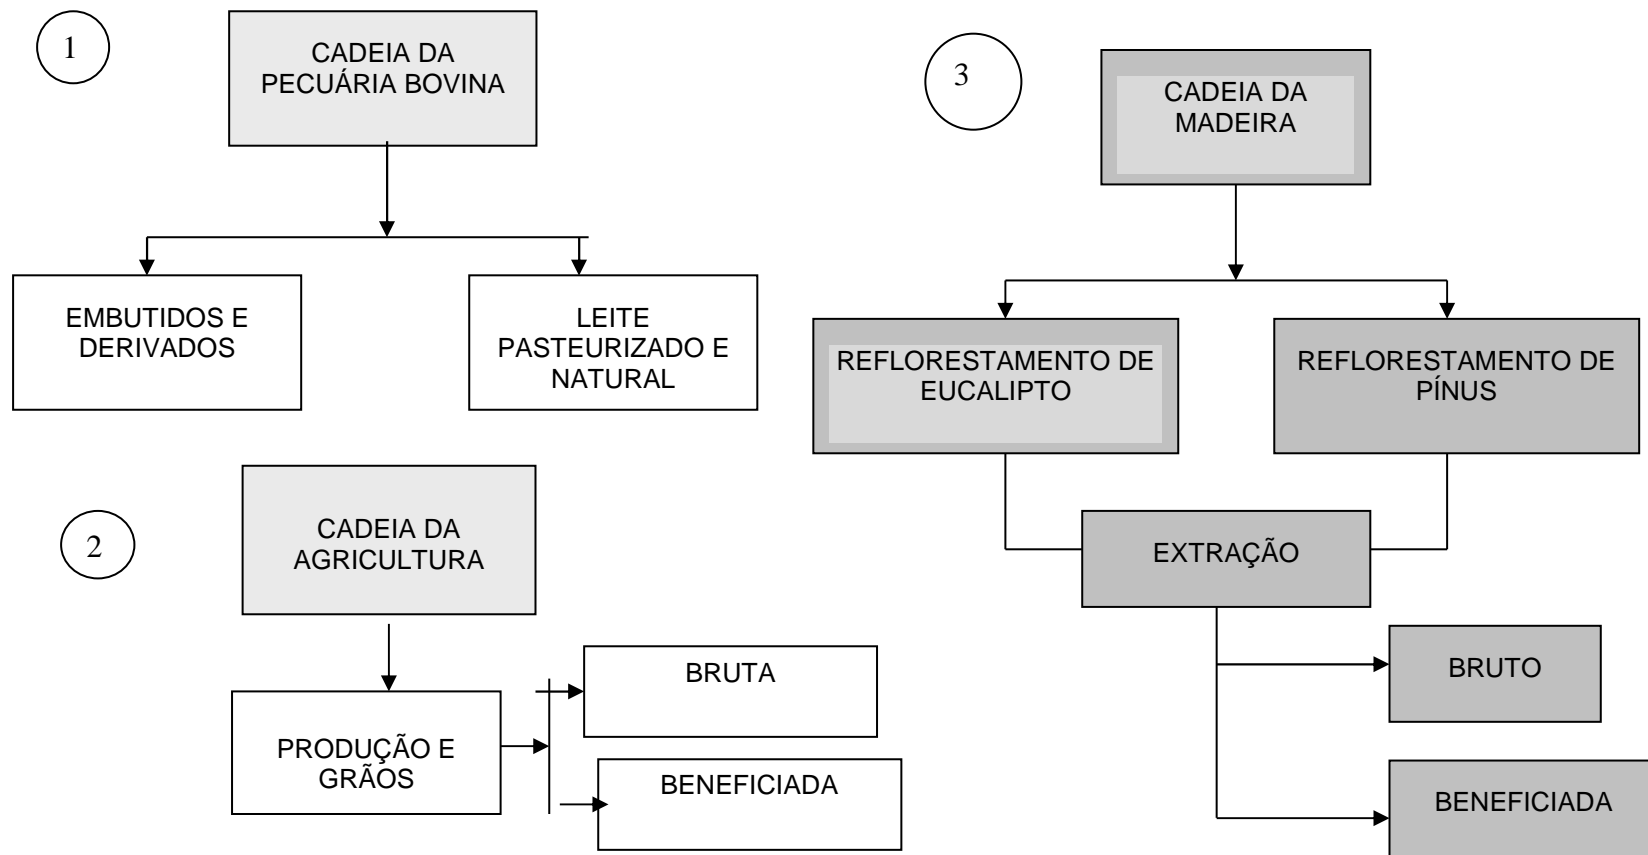 1
CADEIA DA
PECUÁRIA BOVINA
EMBUTIDOS E
DERIVADOS
LEITE
PASTEURIZADO E
NATURAL
2
CADEIA DA
AGRICULTURA
PRODUÇÃO E
GRÃOS
BRUTA
BENEFICIADA
3
CADEIA DA
MADEIRA
REFLORESTAMENTO DE
EUCALIPTO
REFLORESTAMENTO DE
PÍNUS
EXTRAÇÃO
BRUTO
BENEFICIADA